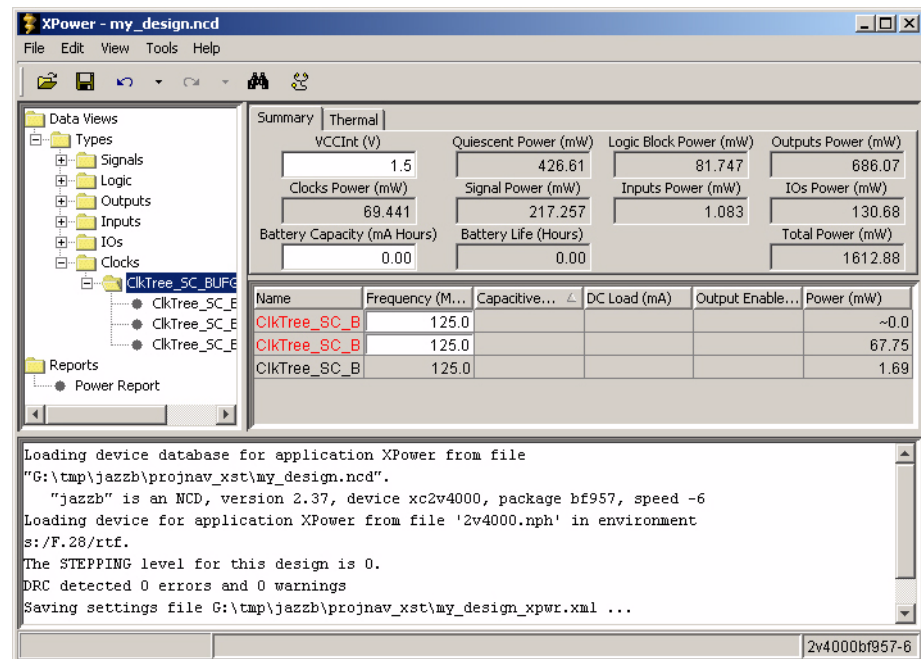 XPower - my_design.ncd
File Edit View Tools Help
Data Views
Types
Signals
Logic
Outputs
Inputs
IOs
Clocks
ClkTree_SC_BUFG
ClkTree_SC_B
ClkTree_SC_B
ClkTree_SC_B
Reports
Power Report
Summary Thermal
VCCInt (V) Quiescent Power (mW) Logic Block Power (mW) Outputs Power (mW)
1.5 426.61 81.747 686.07
Clocks Power (mW) Signal Power (mW) Inputs Power (mW) IOs Power (mW)
69.441 217.257 1.083 130.68
Battery Capacity (mA Hours) Battery Life (Hours) Total Power (mW)
0.00 0.00 1612.88
Name Frequency (M... Capacitive... DC Load (mA) Output Enable... Power (mW)
ClkTree_SC_B 125.0 ~0.0
ClkTree_SC_B 125.0 67.75
ClkTree_SC_B 125.0 1.69
Loading device database for application XPower from file
"G:\tmp\jazzb\projnav_xst\my_design.ncd".
"jazzb" is an NCD, version 2.37, device xc2v4000, package bf957, speed -6
Loading device for application XPower from file '2v4000.nph' in environment
s:/F.28/rtf.
The STEPPING level for this design is 0.
DRC detected 0 errors and 0 warnings
Saving settings file G:\tmp\jazzb\projnav_xst\my_design_xpwr.xml ...
2v4000bf957-6